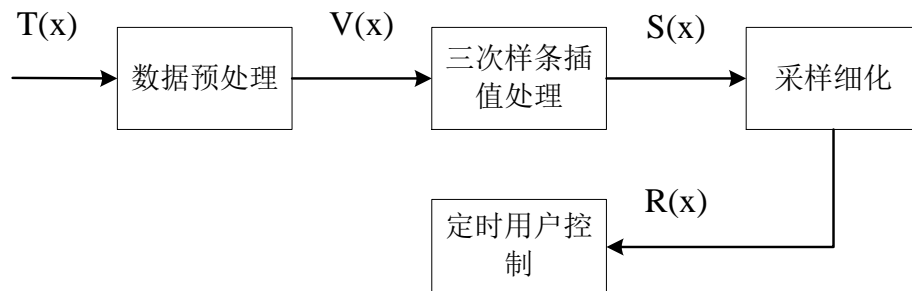 T(x)
V(x)
S(x)
数据预处理
三次样条插
值处理
采样细化
R(x)
定时用户控
制